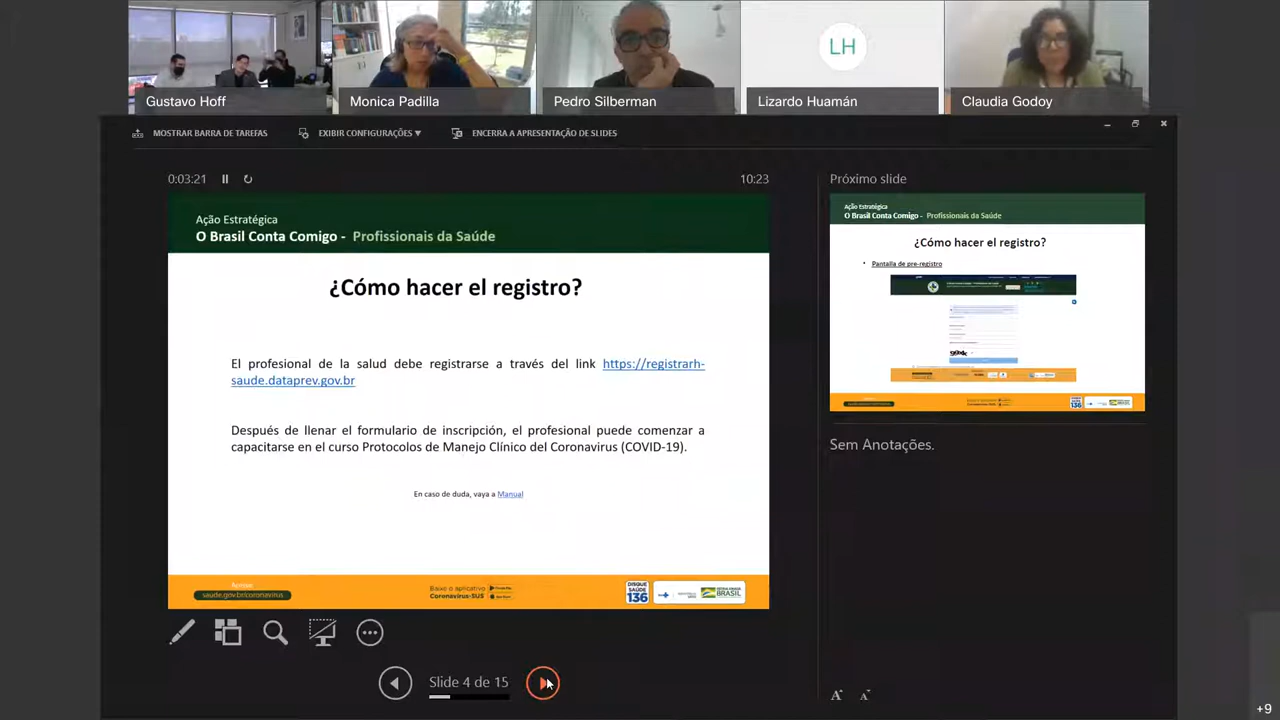 LH
Gustavo Hoff
Monica Padilla
Pedro Silberman
Lizardo Huamán
Claudia Godoy
MOSTRAR BARRA DE TAREFAS
EXIBIR CONFIGURAÇÕES
ENCERRA A APRESENTAÇÃO DE SLIDES
0:03:21
10:23
Ação Estratégica
O Brasil Conta Comigo - Profissionais da Saúde
¿Cómo hacer el registro?
El profesional de la salud debe registrarse a través del link https://registrarh-
saude.dataprev.gov.br
Después de llenar el formulario de inscripción, el profesional puede comenzar a
capacitarse en el curso Protocolos de Manejo Clínico del Coronavirus (COVID-19).
En caso de duda, vaya a Manual
saude.gov.br/coronavirus
Baixe o aplicativo
Coronavírus-SUS
DISQUE
SAÚDE
136
BRASIL
Slide 4 de 15
Próximo slide
Ação Estratégica
O Brasil Conta Comigo - Profissionais da Saúde
¿Cómo hacer el registro?
• Pantalla de pre-registro
136
BRASIL
Sem Anotações.
+9